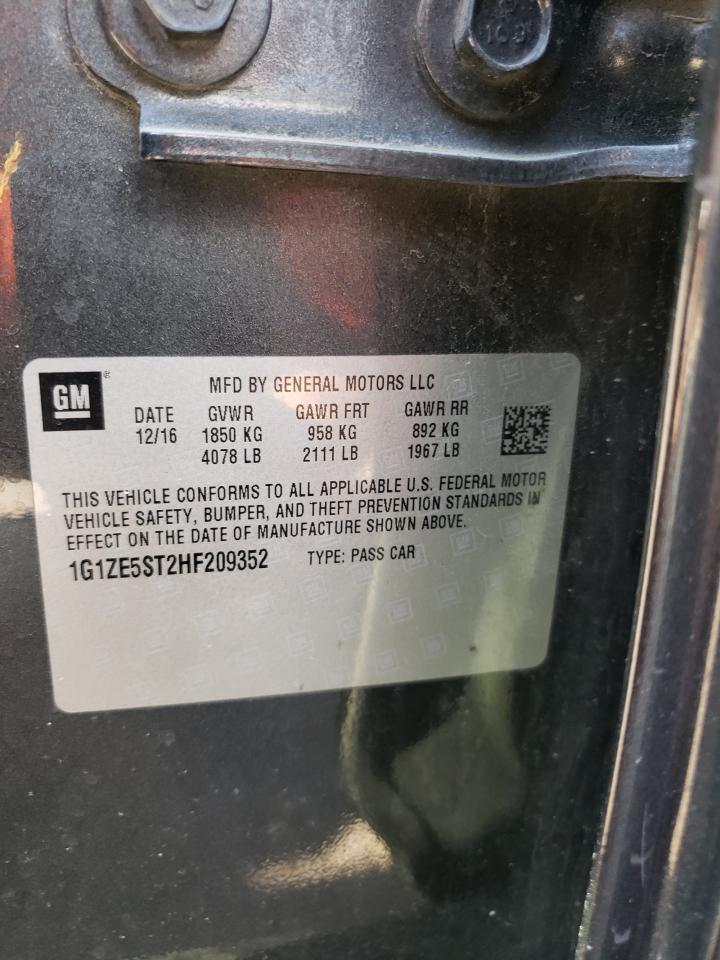 109
GM ®
MFD BY GENERAL MOTORS LLC
DATE GVWR GAWR FRT GAWR RR
12/16 1850 KG 958 KG 892 KG
4078 LB 2111 LB 1967 LB
THIS VEHICLE CONFORMS TO ALL APPLICABLE U.S. FEDERAL MOTOR
VEHICLE SAFETY, BUMPER, AND THEFT PREVENTION STANDARDS IN
EFFECT ON THE DATE OF MANUFACTURE SHOWN ABOVE.
1G1ZE5ST2HF209352 TYPE: PASS CAR